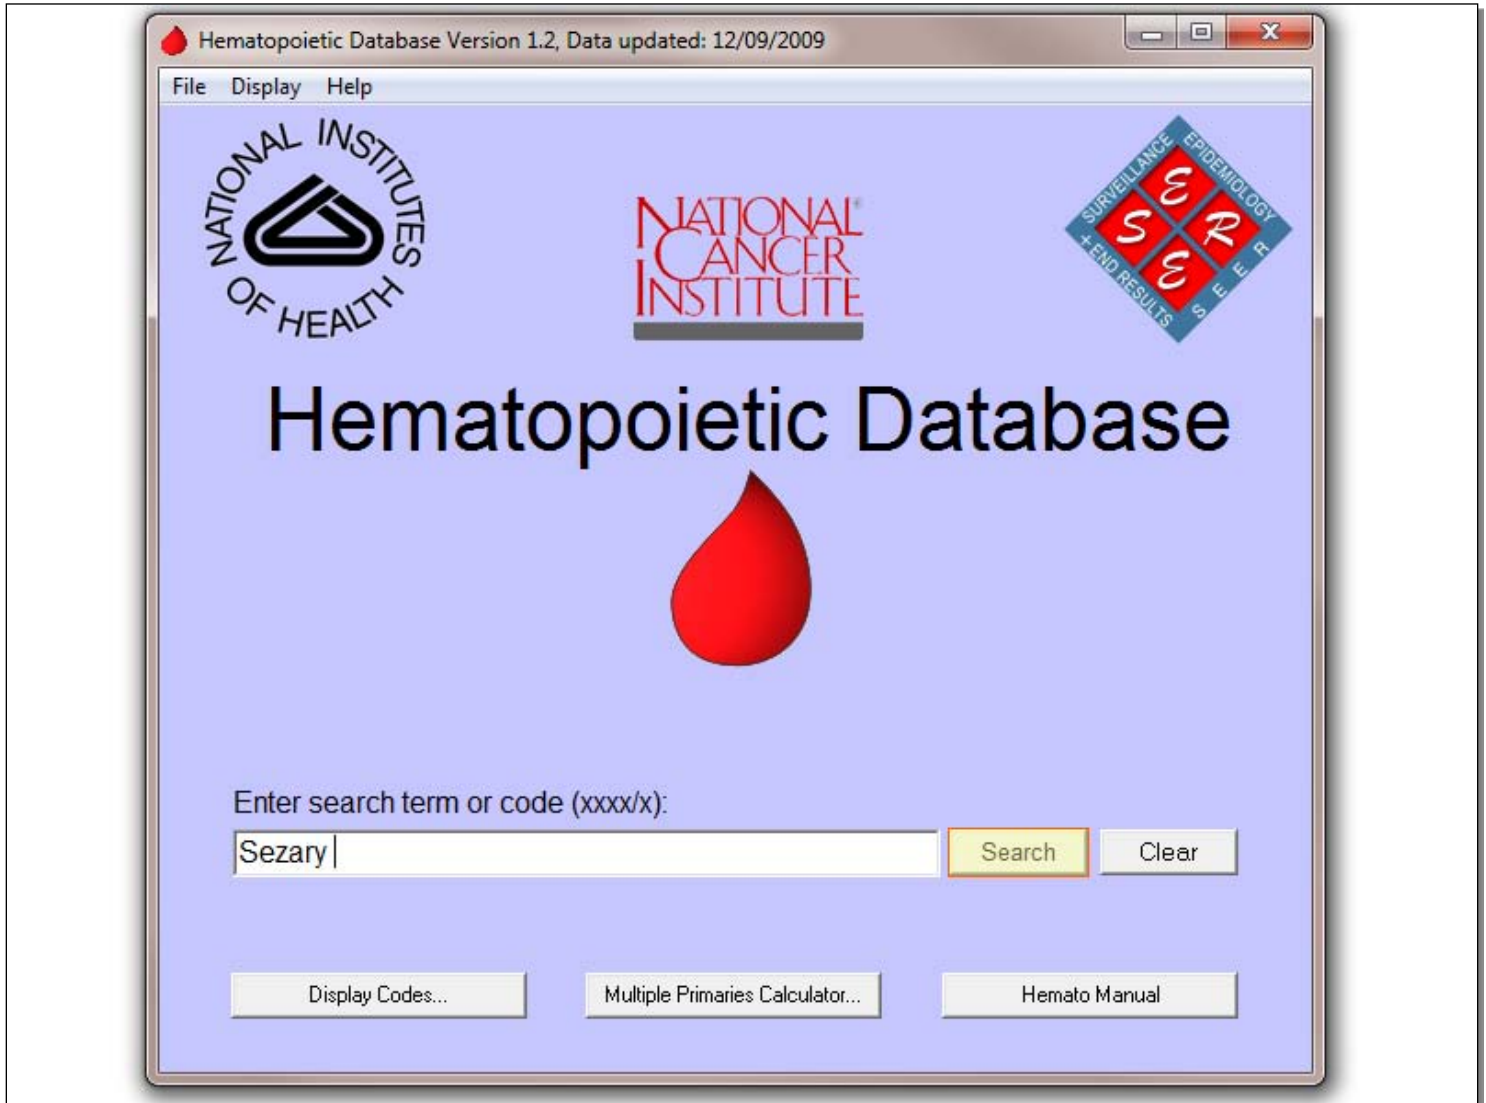 Hematopoietic Database Version 1.2, Data updated: 12/09/2009
File Display Help
NATIONAL INSTITUTES OF HEALTH
NATIONAL
CANCER
INSTITUTE
SURVEILLANCE EPIDEMIOLOGY
+ END RESULTS SEER
S E R E
Hematopoietic Database
Enter search term or code (xxxx/x):
Sezary
Search Clear
Display Codes... Multiple Primaries Calculator... Hemato Manual